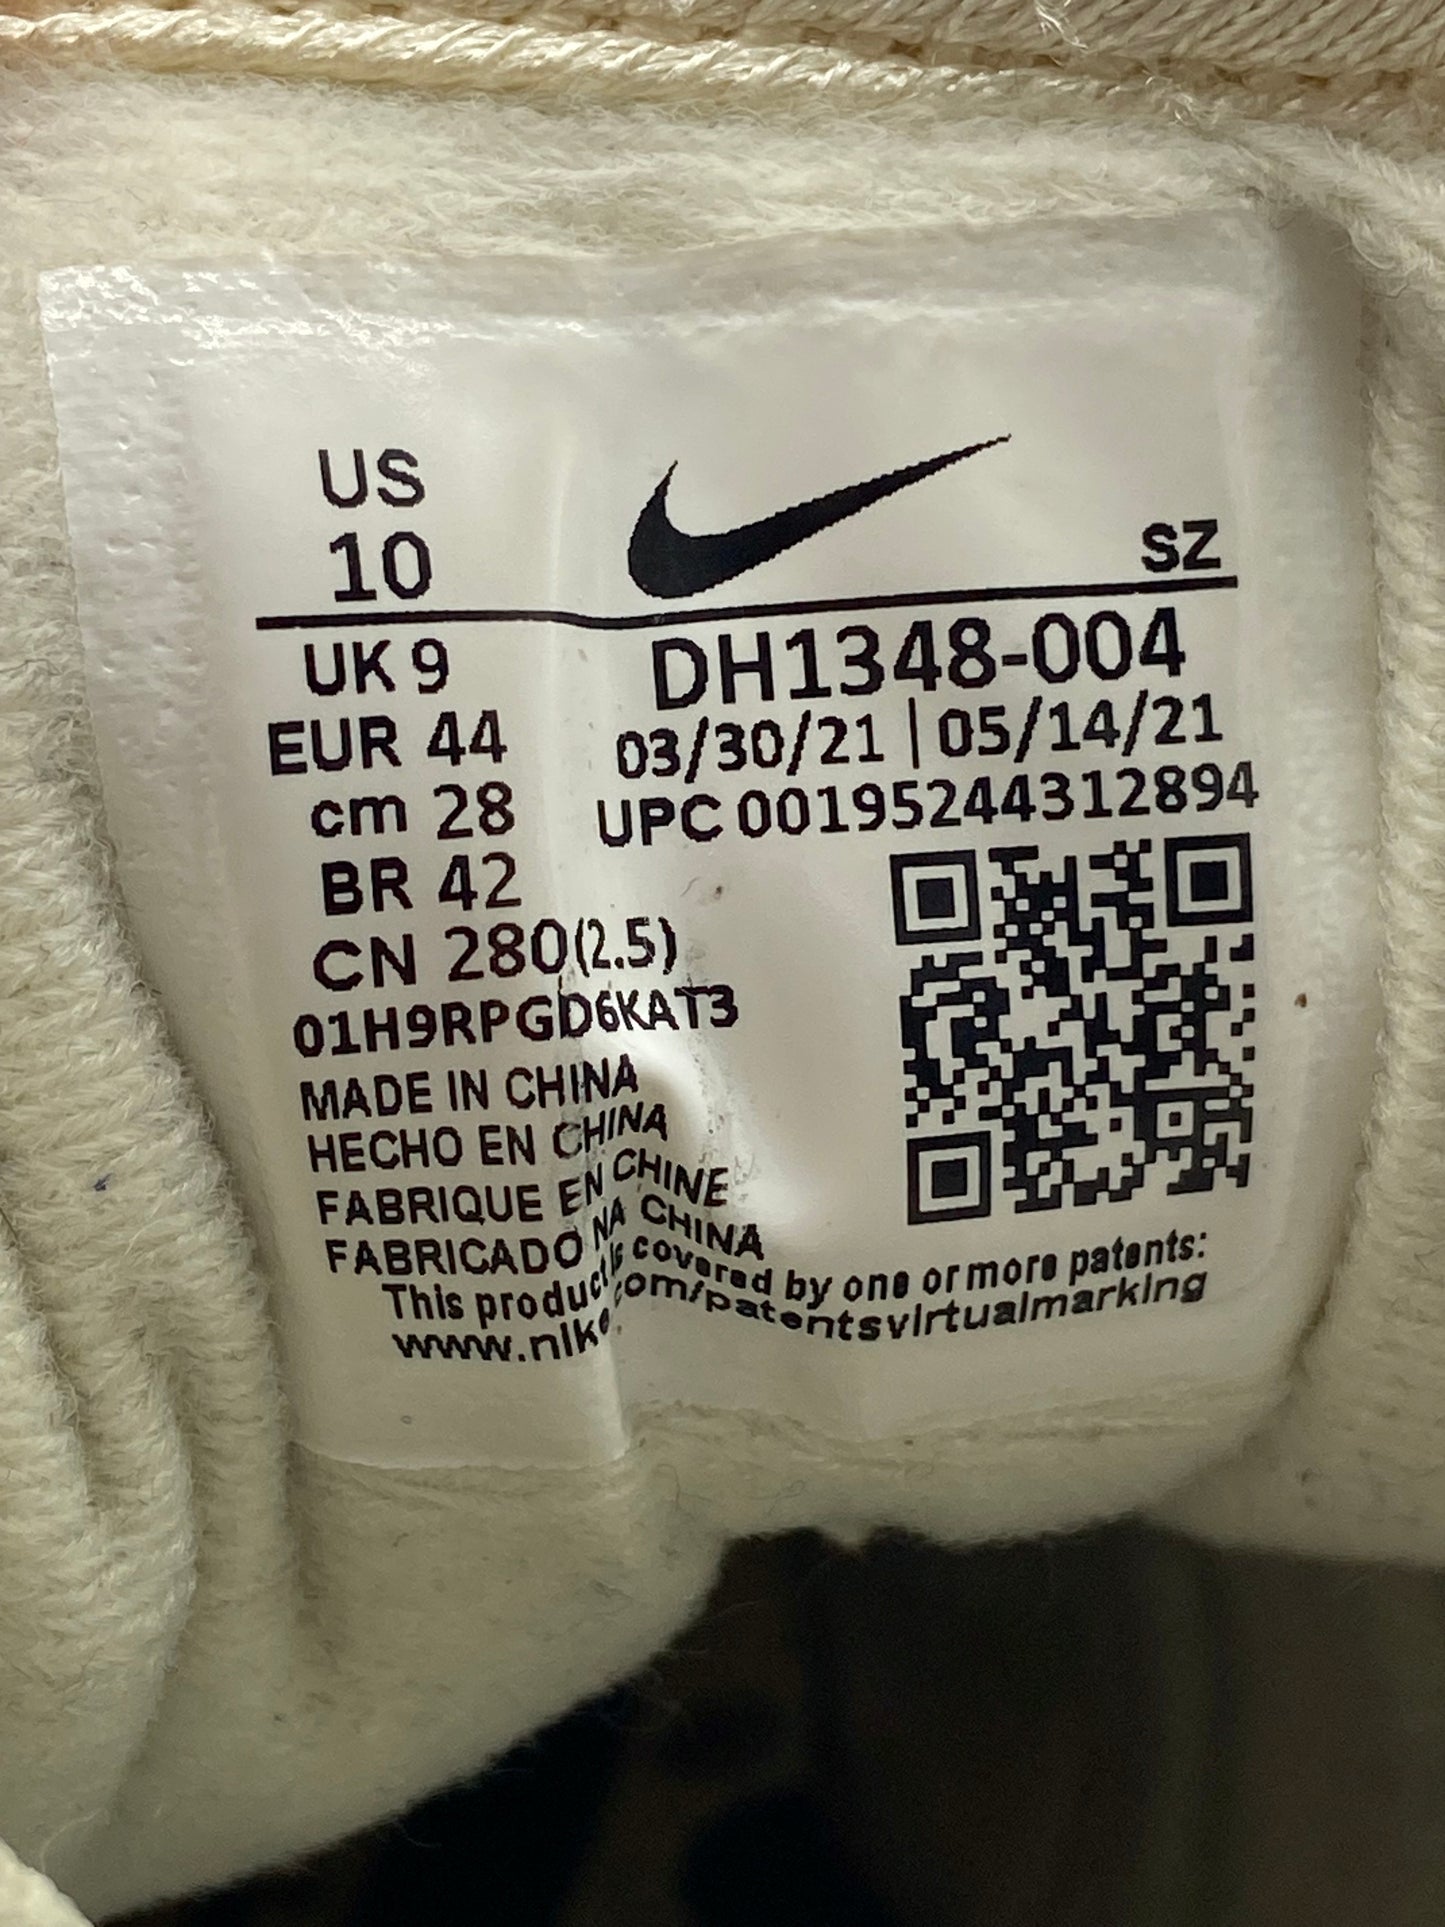 US
10
SZ
UK 9
EUR 44
cm 28
BR 42
CN 280(2.5)
DH1348-004
03/30/21 | 05/14/21
UPC 00195244312894
01H9RPGD6KAT3
MADE IN CHINA
HECHO EN CHINA
FABRIQUE EN CHINE
FABRICADO NA CHINA
This product is covered by one or more patents:
www.nike.com/patentsvirtualmarking